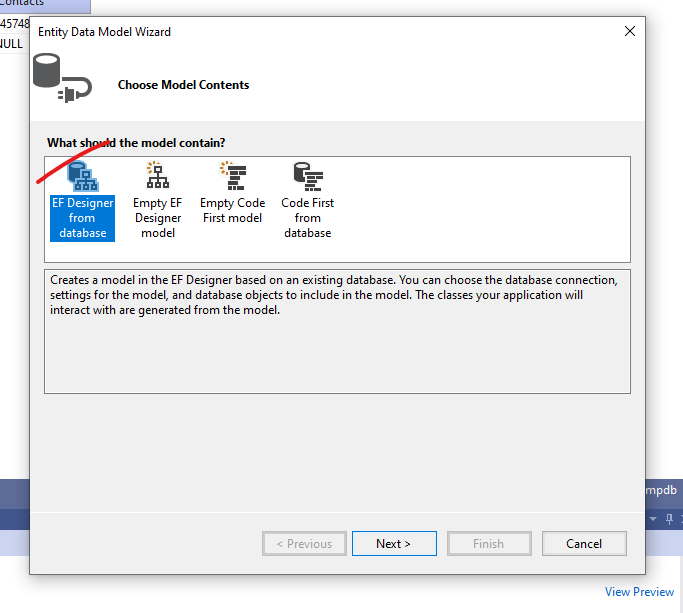 Contacts
45748
NULL
Entity Data Model Wizard
Choose Model Contents
What should the model contain?
EF Designer
from
database
Empty EF
Designer
model
Empty Code
First model
Code First
from
database
Creates a model in the EF Designer based on an existing database. You can choose the database connection,
settings for the model, and database objects to include in the model. The classes your application will
interact with are generated from the model.
mpdb
< Previous
Next >
Finish
Cancel
View Preview